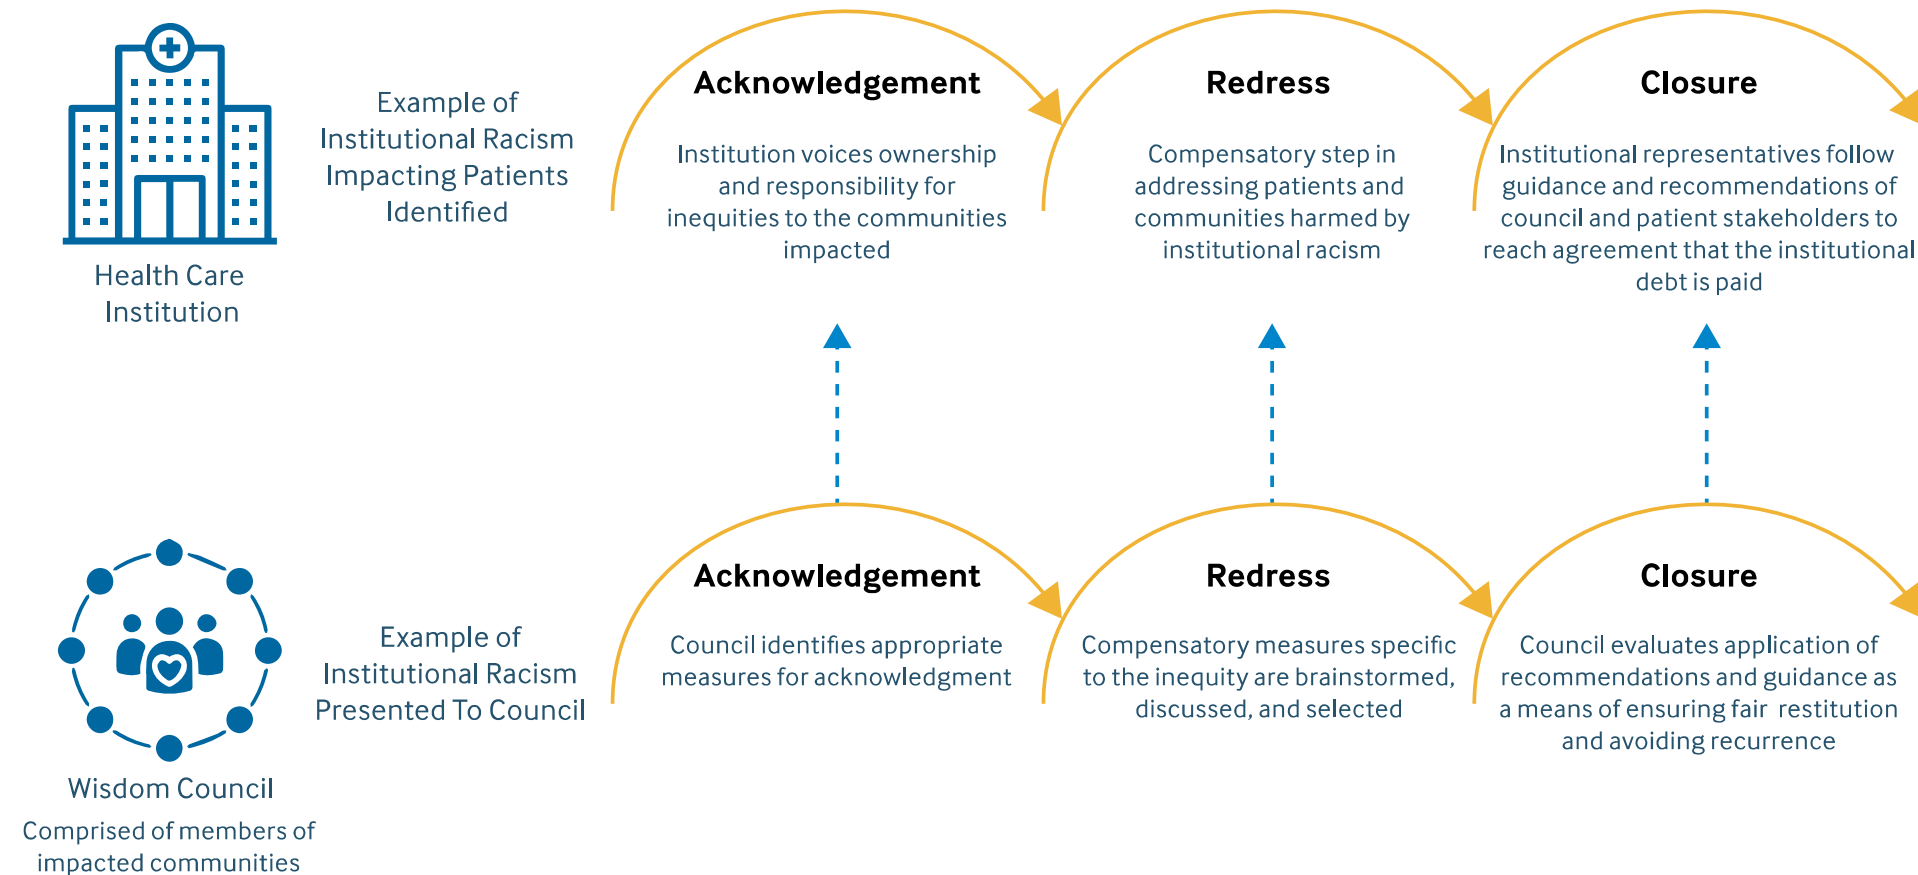 Health Care
Institution
Example of
Institutional Racism
Impacting Patients
Identified
Acknowledgement
Institution voices ownership
and responsibility for
inequities to the communities
impacted
Redress
Compensatory step in
addressing patients and
communities harmed by
institutional racism
Closure
Institutional representatives follow
guidance and recommendations of
council and patient stakeholders to
reach agreement that the institutional
debt is paid
Wisdom Council
Comprised of members of
impacted communities
Example of
Institutional Racism
Presented To Council
Acknowledgement
Council identifies appropriate
measures for acknowledgment
Redress
Compensatory measures specific
to the inequity are brainstormed,
discussed, and selected
Closure
Council evaluates application of
recommendations and guidance as
a means of ensuring fair restitution
and avoiding recurrence